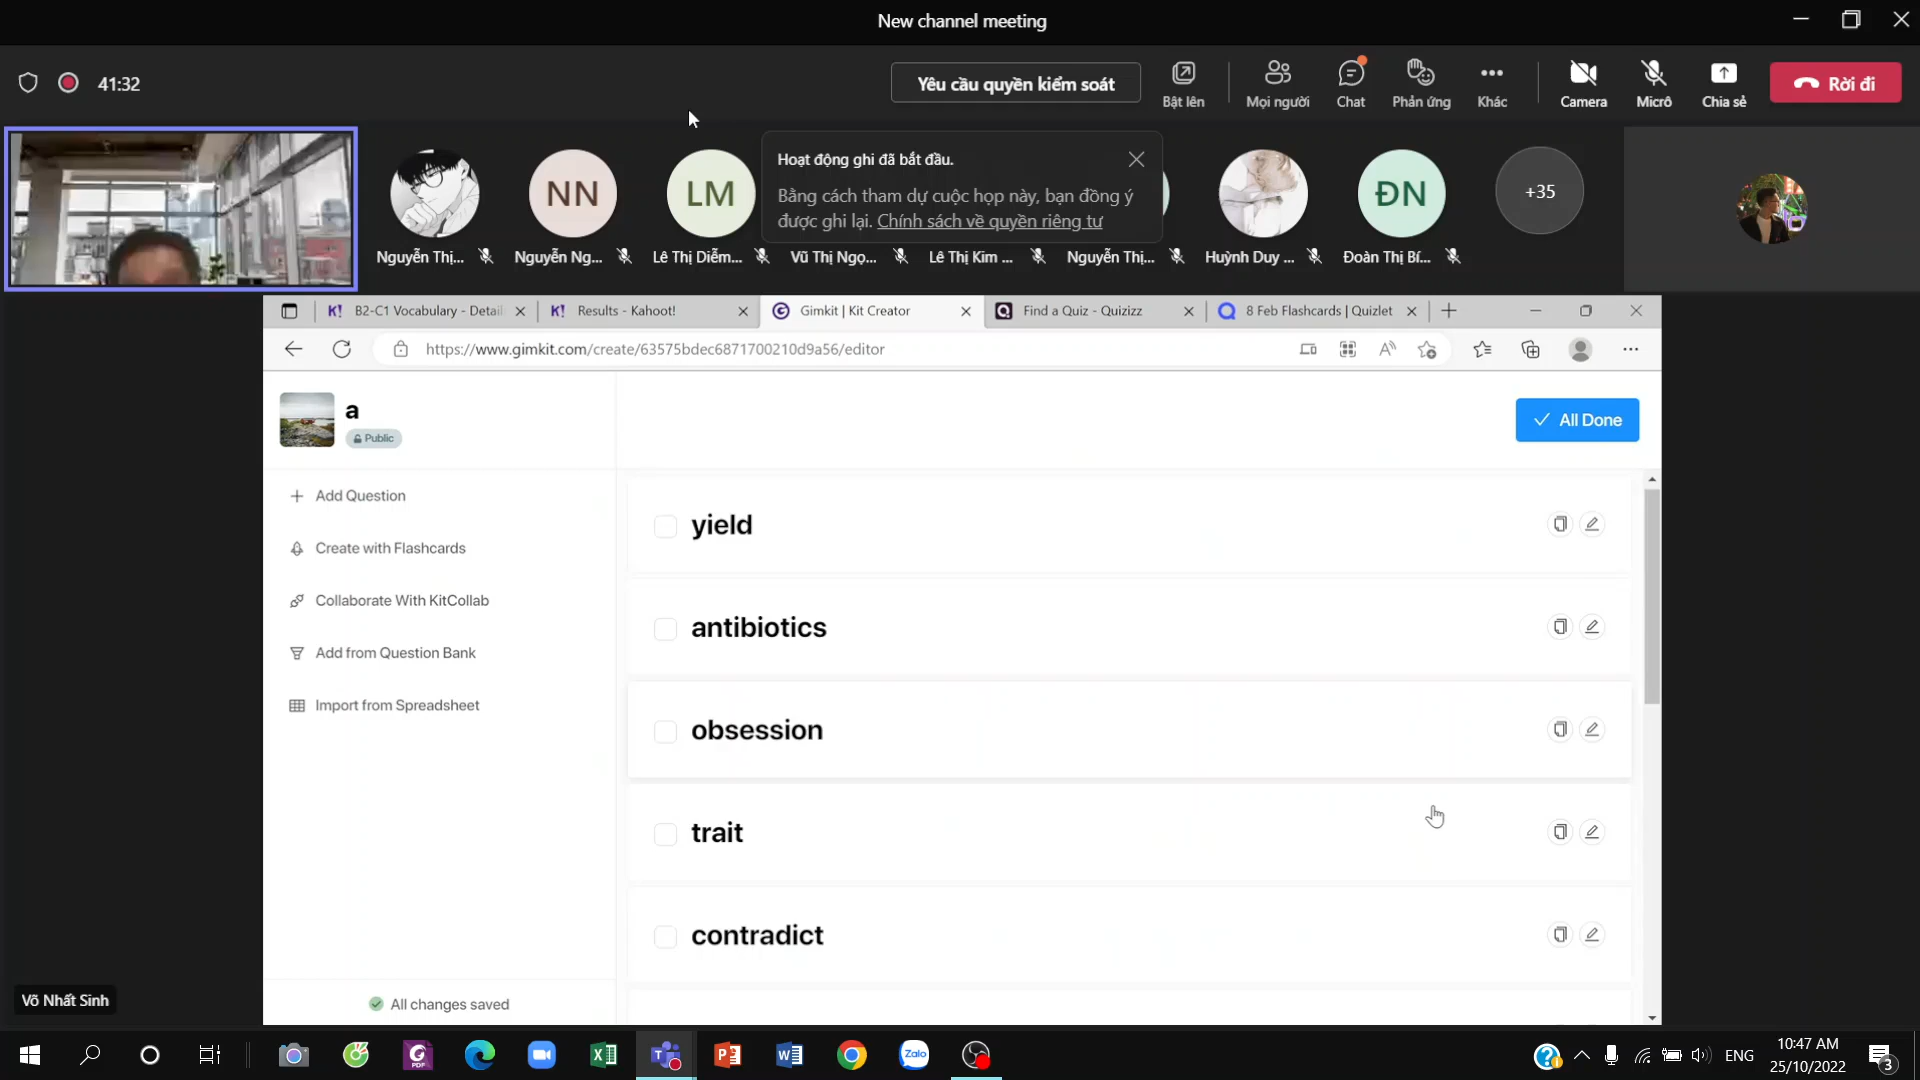 New channel meeting
41:32
Yêu cầu quyền kiểm soát
Bật lên
Mọi người
Chat
Phản ứng
Khác
Camera
Micrô
Chia sẻ
Rời đi
NN
LM
ĐN
+35
Hoạt động ghi đã bắt đầu.
Bằng cách tham dự cuộc họp này, bạn đồng ý
được ghi lại. Chính sách về quyền riêng tư
Nguyễn Thị...
Nguyễn Ng...
Lê Thị Diễm...
Vũ Thị Ngọ...
Lê Thị Kim ...
Nguyễn Thị...
Huỳnh Duy ...
Đoàn Thị Bí...
B2-C1 Vocabulary - Detail
Results - Kahoot!
Gimkit | Kit Creator
Find a Quiz - Quizizz
8 Feb Flashcards | Quizlet
https://www.gimkit.com/create/63575bdec6871700210d9a56/editor
a
Public
All Done
Add Question
Create with Flashcards
Collaborate With KitCollab
Add from Question Bank
Import from Spreadsheet
yield
antibiotics
obsession
trait
contradict
All changes saved
Võ Nhất Sinh
Zalo
ENG
10:47 AM
25/10/2022
3